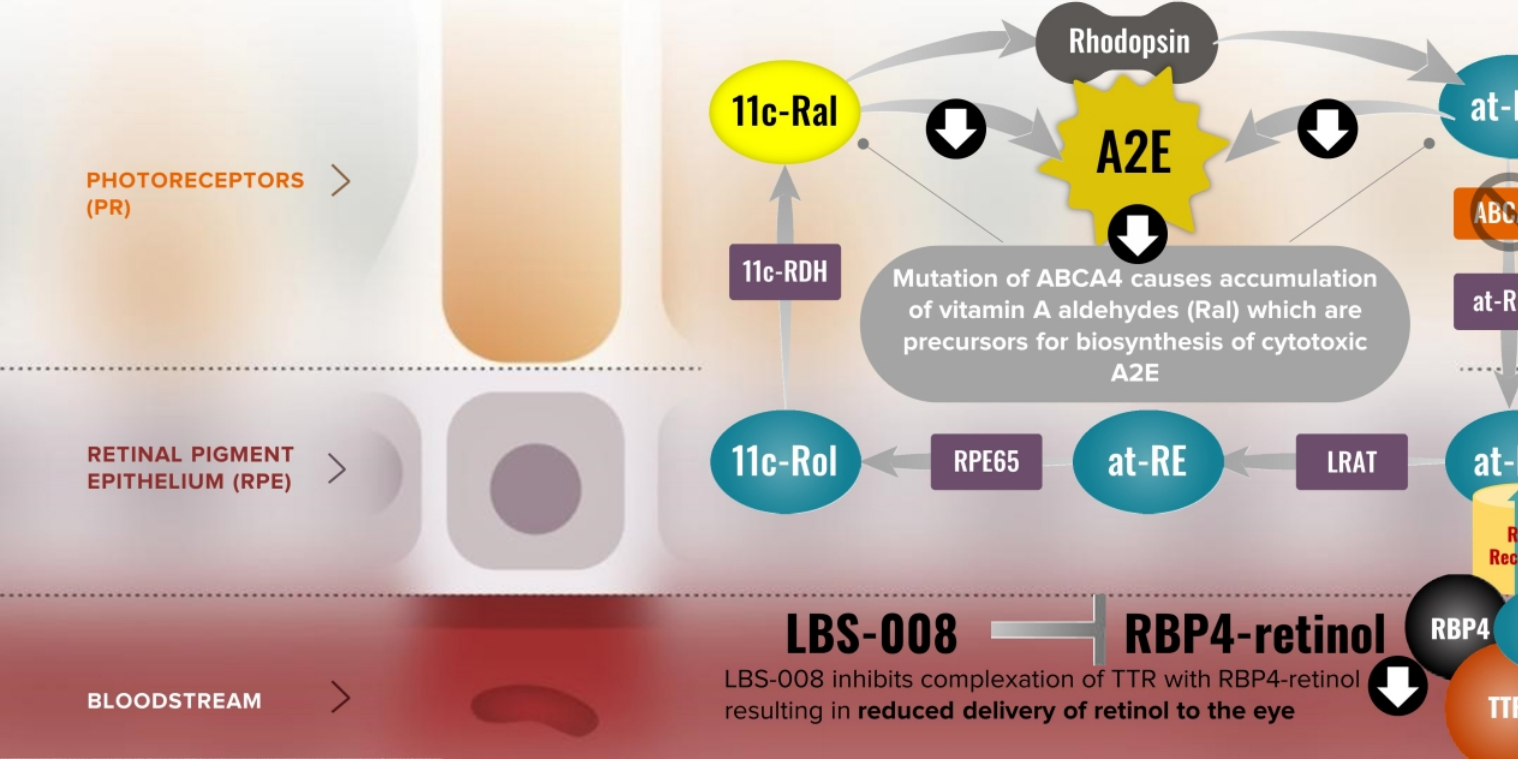 Rhodopsin
11c-Ral
A2E
PHOTORECEPTORS
(PR)
11c-RDH
Mutation of ABCA4 causes accumulation
of vitamin A aldehydes (Ral) which are
precursors for biosynthesis of cytotoxic
A2E
RETINAL PIGMENT
EPITHELIUM (RPE)
11c-Rol
RPE65
at-RE
LRAT
LBS-008
RBP4-retinol
RBP4
LBS-008 inhibits complexation of TTR with RBP4-retinol
resulting in reduced delivery of retinol to the eye
BLOODSTREAM